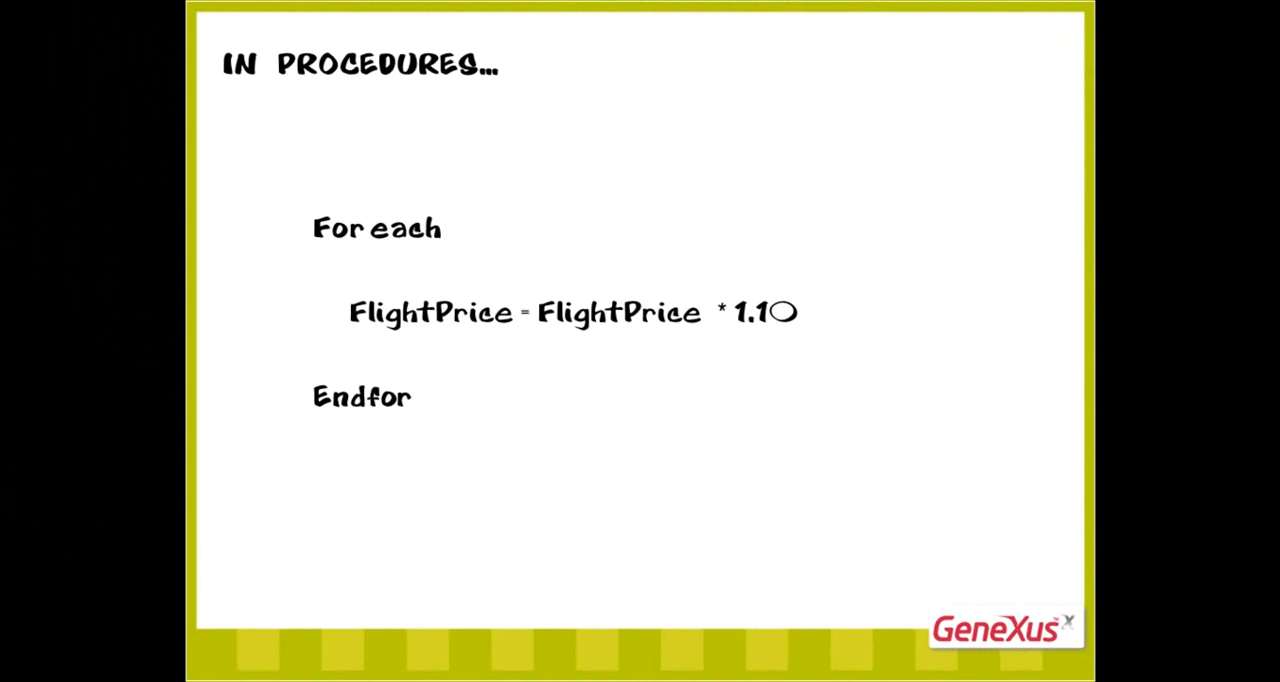 IN PROCEDURES...
For each
FlightPrice = FlightPrice * 1.10
Endfor
GeneXus X